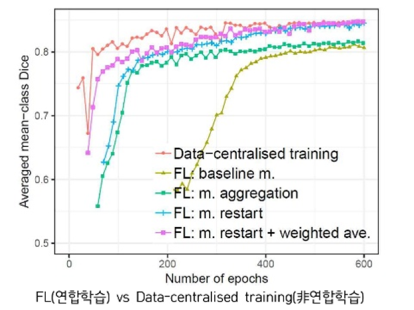 Averaged mean-class Dice
0.8
0.7
0.6
0.5
Data-centralised training
FL: baseline m.
FL: m. aggregation
FL: m. restart
FL: m. restart + weighted ave.
0
200
400
600
Number of epochs
FL(연합학습) vs Data-centralised training(非연합학습)